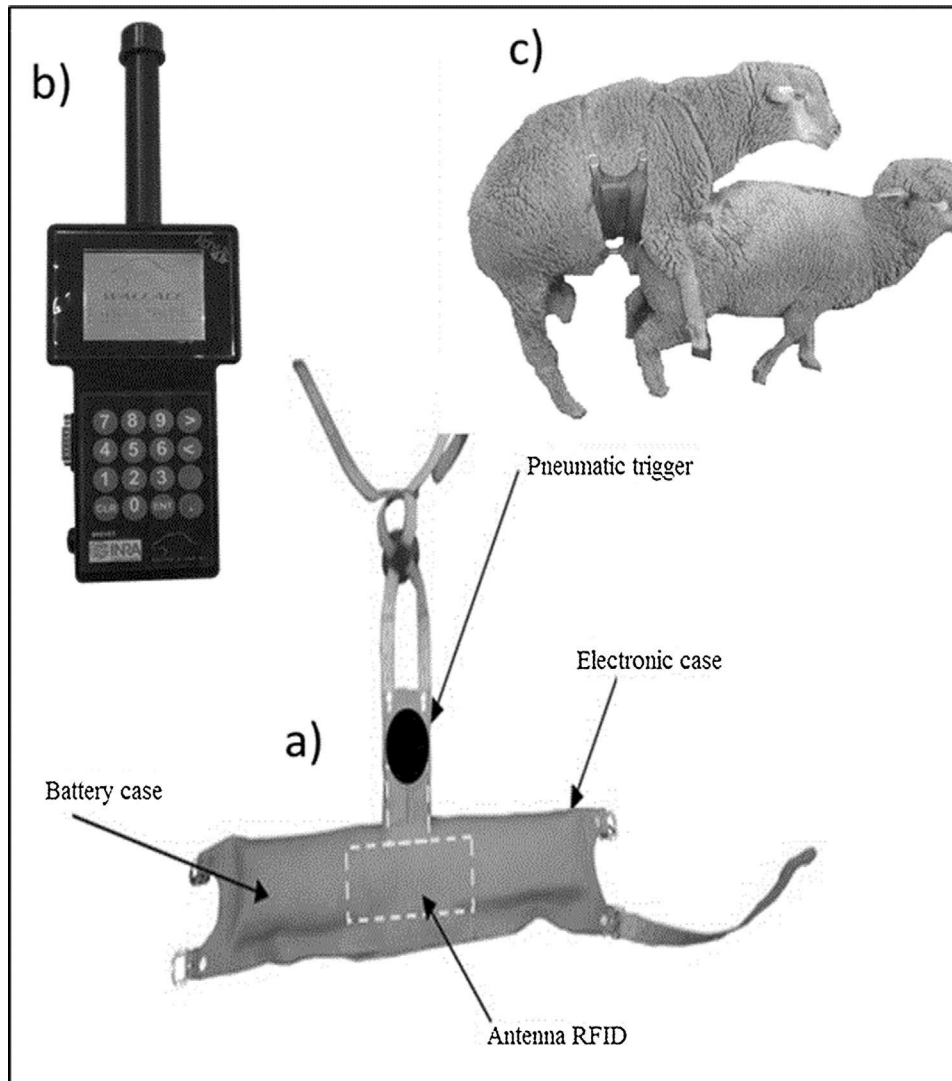 b)
c)
7 8 9 >
4 5 6 <
1 2 3
CLR 0 ENT .
INRA
Pneumatic trigger
Electronic case
a)
Battery case
Antenna RFID